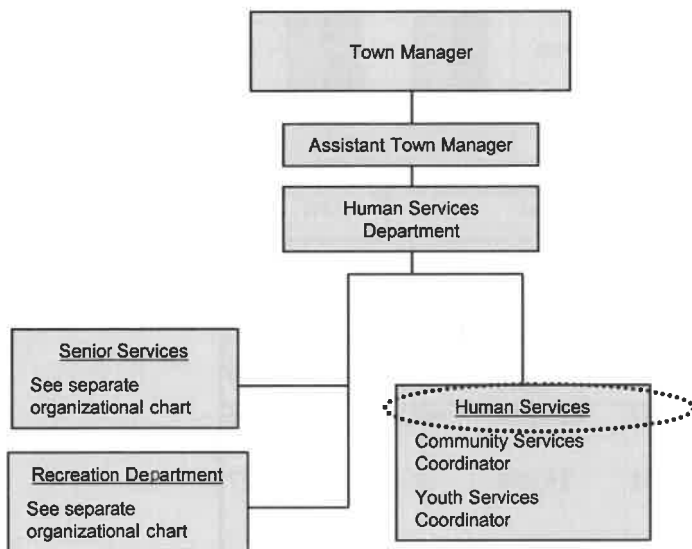 Town Manager
Assistant Town Manager
Human Services
Department
Senior Services
See separate
organizational chart
Recreation Department
See separate
organizational chart
Human Services
Community Services
Coordinator
Youth Services
Coordinator